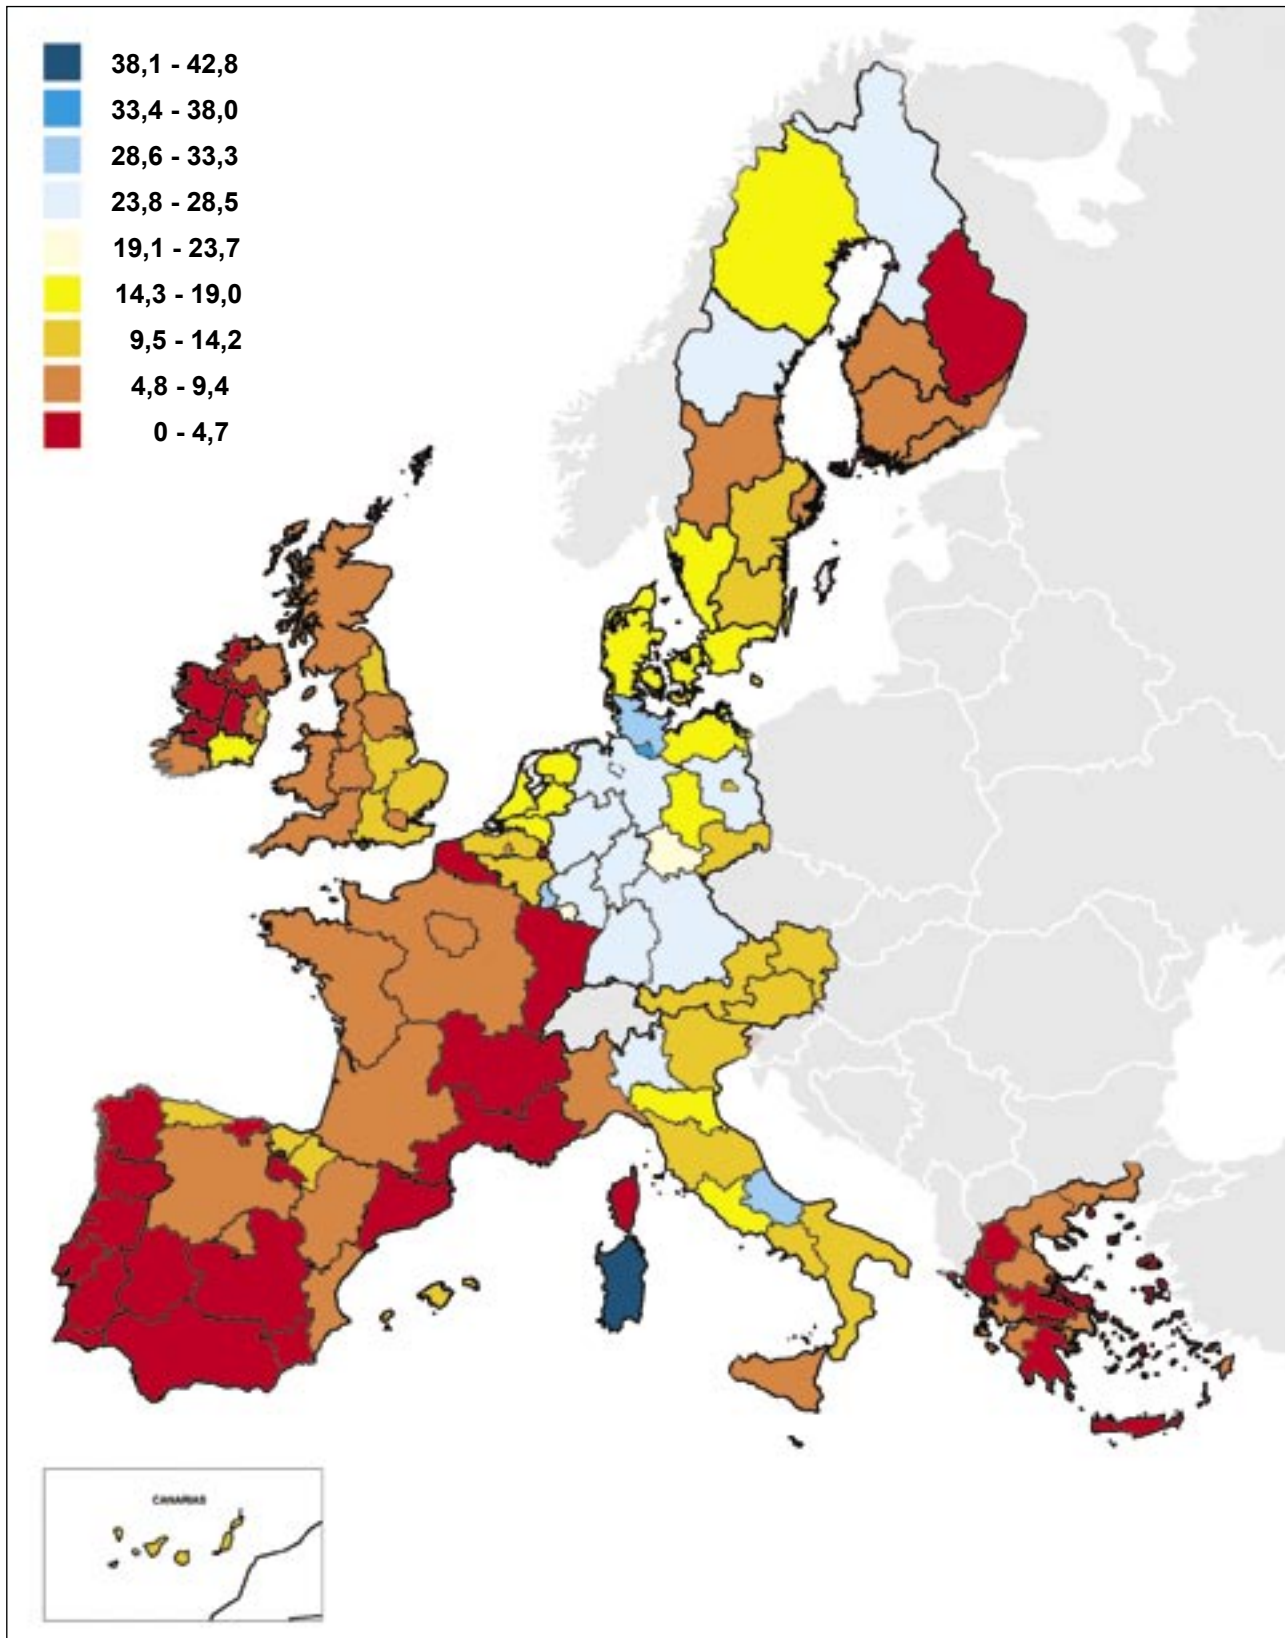 38,1 - 42,8
33,4 - 38,0
28,6 - 33,3
23,8 - 28,5
19,1 - 23,7
14,3 - 19,0
9,5 - 14,2
4,8 - 9,4
0 - 4,7
CANARIAS